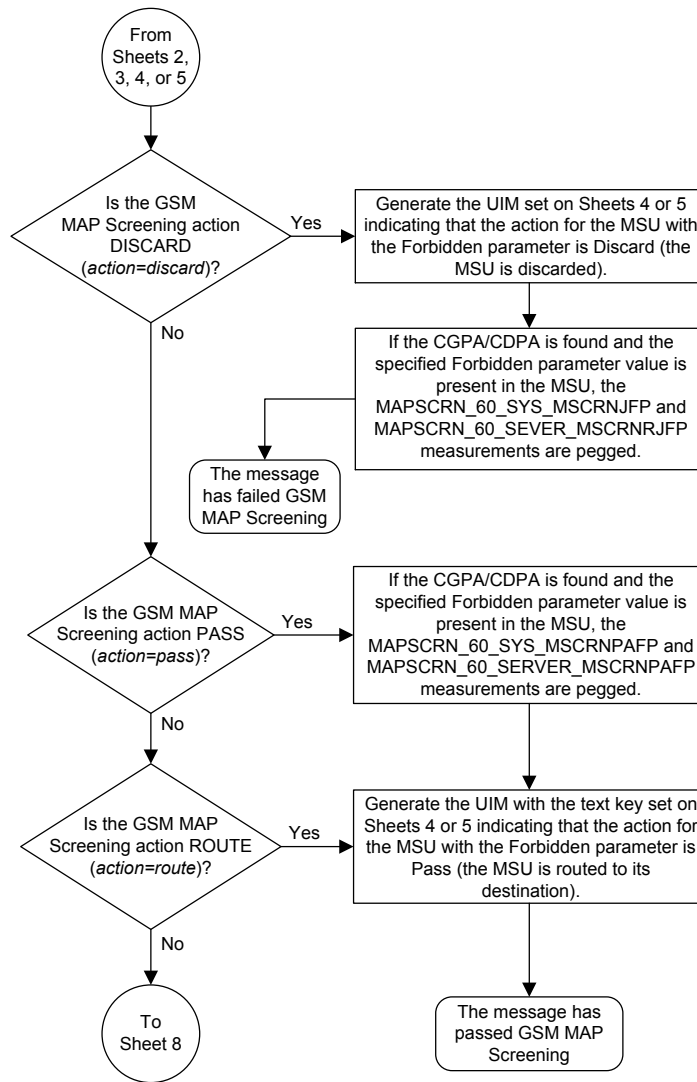 From
Sheets 2,
3, 4, or 5
Is the GSM
MAP Screening action
DISCARD
(action=discard)?
Yes
No
Generate the UIM set on Sheets 4 or 5
indicating that the action for the MSU with
the Forbidden parameter is Discard (the
MSU is discarded).
If the CGPA/CDPA is found and the
specified Forbidden parameter value is
present in the MSU, the
MAPSCRN_60_SYS_MSCRNJFP and
MAPSCRN_60_SEVER_MSCRNRJFP
measurements are pegged.
The message
has failed GSM
MAP Screening
Is the GSM MAP
Screening action PASS
(action=pass)?
Yes
No
If the CGPA/CDPA is found and the
specified Forbidden parameter value is
present in the MSU, the
MAPSCRN_60_SYS_MSCRNPAFP and
MAPSCRN_60_SERVER_MSCRNPAFP
measurements are pegged.
Is the GSM MAP
Screening action ROUTE
(action=route)?
Yes
No
Generate the UIM with the text key set on
Sheets 4 or 5 indicating that the action for
the MSU with the Forbidden parameter is
Pass (the MSU is routed to its
destination).
To
Sheet 8
The message has
passed GSM MAP
Screening